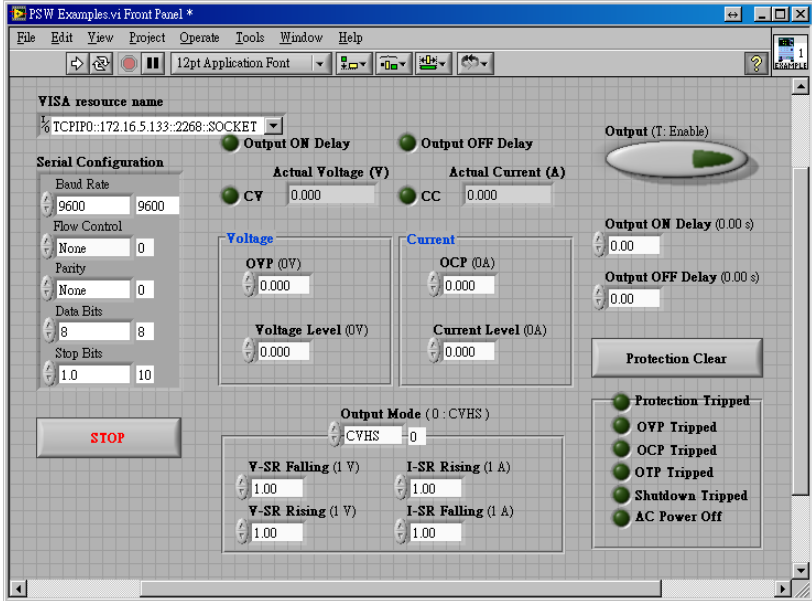 PSW Examples.vi Front Panel *
File Edit View Project Operate Tools Window Help
12pt Application Font
? 1
EXAMPLE
VISA resource name
I/O TCPIP0::172.16.5.133::2268::SOCKET
Output ON Delay
Output OFF Delay
Output (T: Enable)
Serial Configuration
Actual Voltage (V)
Actual Current (A)
Baud Rate
CV 0.000
CC 0.000
9600 9600
Flow Control
None 0
Parity
None 0
Data Bits
8 8
Stop Bits
1.0 10
Voltage
OVP (0V)
0.000
Voltage Level (0V)
0.000
Current
OCP (0A)
0.000
Current Level (0A)
0.000
Output ON Delay (0.00 s)
0.00
Output OFF Delay (0.00 s)
0.00
Protection Clear
STOP
Output Mode (0 : CVHS )
CVHS 0
V-SR Falling (1 V)
1.00
I-SR Rising (1 A)
1.00
V-SR Rising (1 V)
1.00
I-SR Falling (1 A)
1.00
Protection Tripped
OVP Tripped
OCP Tripped
OTP Tripped
Shutdown Tripped
AC Power Off